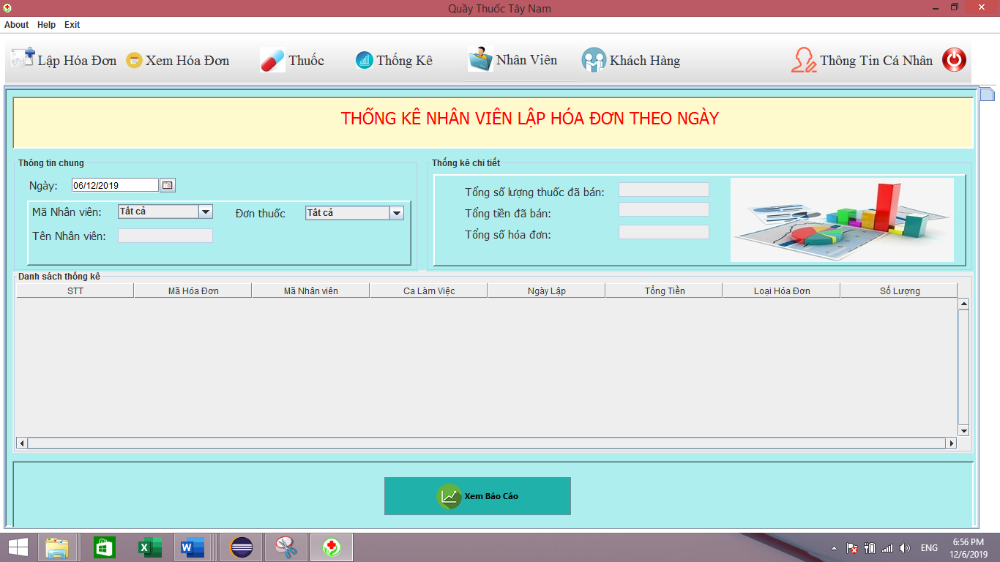 Quầy Thuốc Tây Nam
About Help Exit
Lập Hóa Đơn Xem Hóa Đơn Thuốc Thống Kê Nhân Viên Khách Hàng Thông Tin Cá Nhân
THỐNG KÊ NHÂN VIÊN LẬP HÓA ĐƠN THEO NGÀY
Thông tin chung
Ngày: 06/12/2019
Mã Nhân viên: Tất cả Đơn thuốc Tất cả
Tên Nhân viên:
Thống kê chi tiết
Tổng số lượng thuốc đã bán:
Tổng tiền đã bán:
Tổng số hóa đơn:
Danh sách thống kê
STT Mã Hóa Đơn Mã Nhân viên Ca Làm Việc Ngày Lập Tổng Tiền Loại Hóa Đơn Số Lượng
Xem Báo Cáo
ENG
6:56 PM
12/6/2019